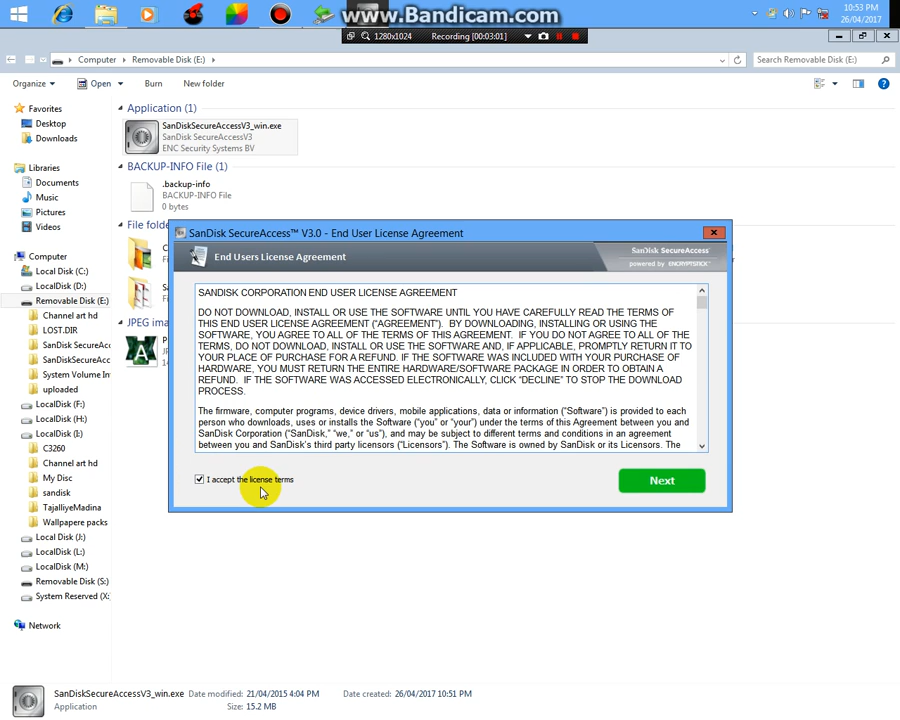 www.Bandicam.com
10:53 PM
26/04/2017
1280x1024
Recording [00:03:01]
Computer
Removable Disk (E:)
Search Removable Disk (E:)
Organize
Open
Burn
New folder
Favorites
Desktop
Downloads
Libraries
Documents
Music
Pictures
Videos
Computer
Local Disk (C:)
LocalDisk (D:)
Removable Disk (E:)
Channel art hd
LOST.DIR
SanDisk SecureAc
SanDiskSecureAcc
System Volume In
uploaded
LocalDisk (F:)
LocalDisk (H:)
LocalDisk (I:)
C3260
Channel art hd
My Disc
sandisk
TajalliyeMadina
Wallpapere packs
LocalDisk (J:)
LocalDisk (L:)
LocalDisk (M:)
Removable Disk (S:)
System Reserved (X:
Network
Application (1)
SanDiskSecureAccessV3_win.exe
SanDisk SecureAccessV3
ENC Security Systems BV
BACKUP-INFO File (1)
.backup-info
BACKUP-INFO File
0 bytes
File folde
JPEG ima
SanDisk SecureAccess™ V3.0 - End User License Agreement
End Users License Agreement
SanDisk SecureAccess™
powered by ENCRYPTSTICK™
SANDISK CORPORATION END USER LICENSE AGREEMENT
DO NOT DOWNLOAD, INSTALL OR USE THE SOFTWARE UNTIL YOU HAVE CAREFULLY READ THE TERMS OF
THIS END USER LICENSE AGREEMENT (“AGREEMENT”). BY DOWNLOADING, INSTALLING OR USING THE
SOFTWARE, YOU AGREE TO ALL OF THE TERMS OF THIS AGREEMENT. IF YOU DO NOT AGREE TO ALL OF THE
TERMS, DO NOT DOWNLOAD, INSTALL OR USE THE SOFTWARE AND, IF APPLICABLE, PROMPTLY RETURN IT TO
YOUR PLACE OF PURCHASE FOR A REFUND. IF THE SOFTWARE WAS INCLUDED WITH YOUR PURCHASE OF
HARDWARE, YOU MUST RETURN THE ENTIRE HARDWARE/SOFTWARE PACKAGE IN ORDER TO OBTAIN A
REFUND. IF THE SOFTWARE WAS ACCESSED ELECTRONICALLY, CLICK “DECLINE” TO STOP THE DOWNLOAD
PROCESS.
The firmware, computer programs, device drivers, mobile applications, data or information (“Software”) is provided to each
person who downloads, uses or installs the Software (“you” or “your”) under the terms of this Agreement between you and
SanDisk Corporation (“SanDisk,” “we,” or “us”), and may be subject to different terms and conditions in an agreement
between you and SanDisk's third party licensors (“Licensors”). The Software is owned by SanDisk or its Licensors. The
I accept the license terms
Next
SanDiskSecureAccessV3_win.exe
Date modified: 21/04/2015 4:04 PM
Date created: 26/04/2017 10:51 PM
Application
Size: 15.2 MB